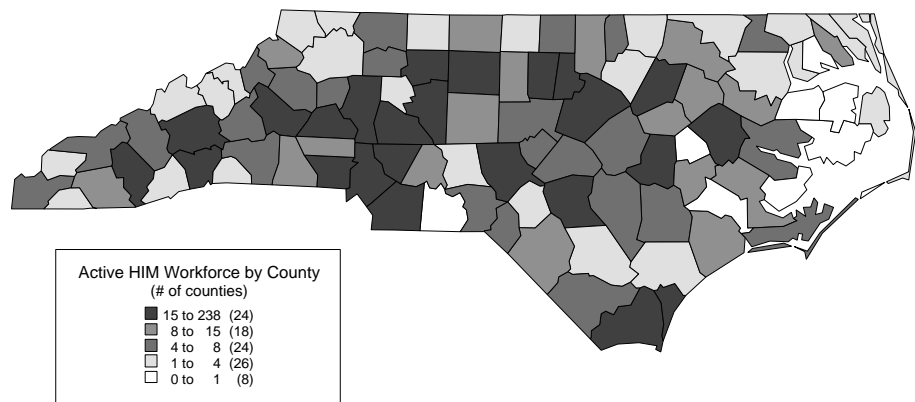 Active HIM Workforce by County
(# of counties)
15 to 238 (24)
8 to 15 (18)
4 to 8 (24)
1 to 4 (26)
0 to 1 (8)